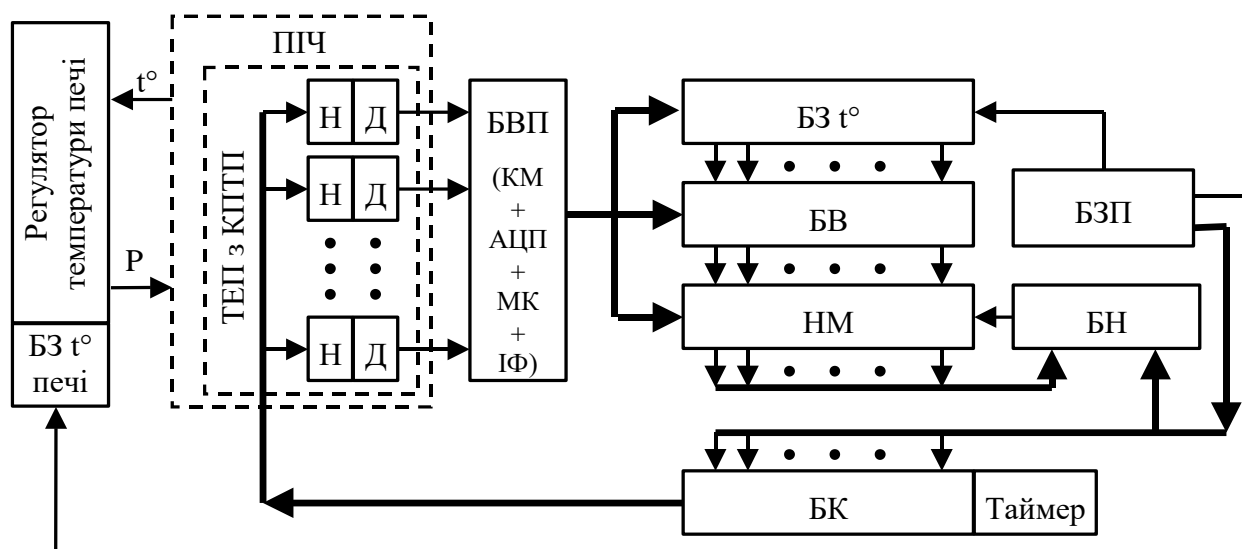 Регулятор
температури печі
БЗ t°
печі
t°
P
ПІЧ
ТЕП з КПТП
Н Д
Н Д
Н Д
БВП
(КМ
+
АЦП
+
МК
+
ІФ)
БЗ t°
БВ
НМ
БЗП
БН
БК
Таймер